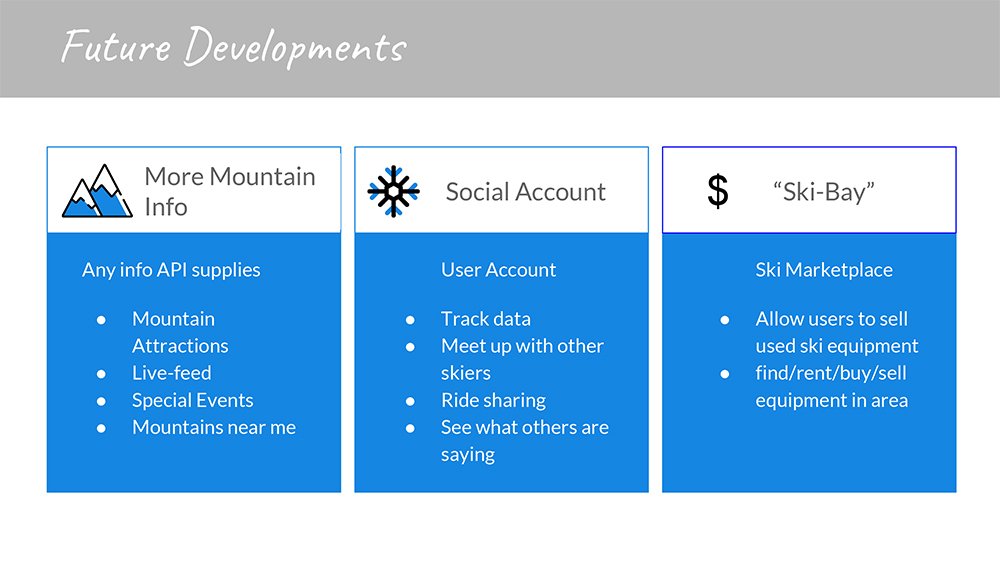 Future Developments
More Mountain
Info
Any info API supplies
● Mountain
Attractions
● Live-feed
● Special Events
● Mountains near me
Social Account
User Account
● Track data
● Meet up with other
skiers
● Ride sharing
● See what others are
saying
$ “Ski-Bay”
Ski Marketplace
● Allow users to sell
used ski equipment
● find/rent/buy/sell
equipment in area